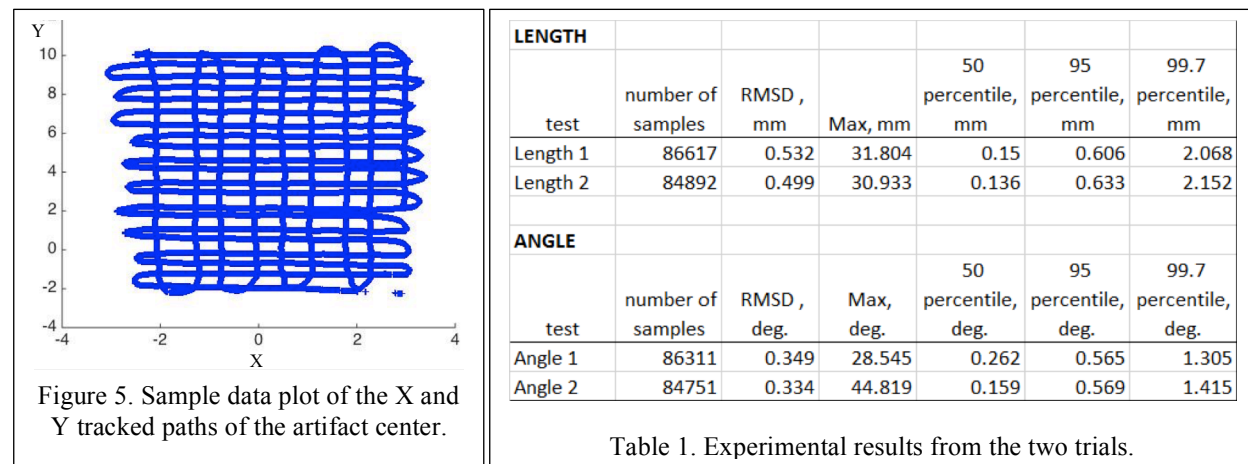 Y
10
8
6
4
2
0
-2
-4
-4 -2 0 2 4
X
Figure 5. Sample data plot of the X and
Y tracked paths of the artifact center.
LENGTH
50 95 99.7
number of RMSD , percentile, percentile, percentile,
test samples mm Max, mm mm mm mm
Length 1 86617 0.532 31.804 0.15 0.606 2.068
Length 2 84892 0.499 30.933 0.136 0.633 2.152
ANGLE
50 95 99.7
number of RMSD , Max, percentile, percentile, percentile,
test samples deg. deg. deg. deg. deg.
Angle 1 86311 0.349 28.545 0.262 0.565 1.305
Angle 2 84751 0.334 44.819 0.159 0.569 1.415
Table 1. Experimental results from the two trials.